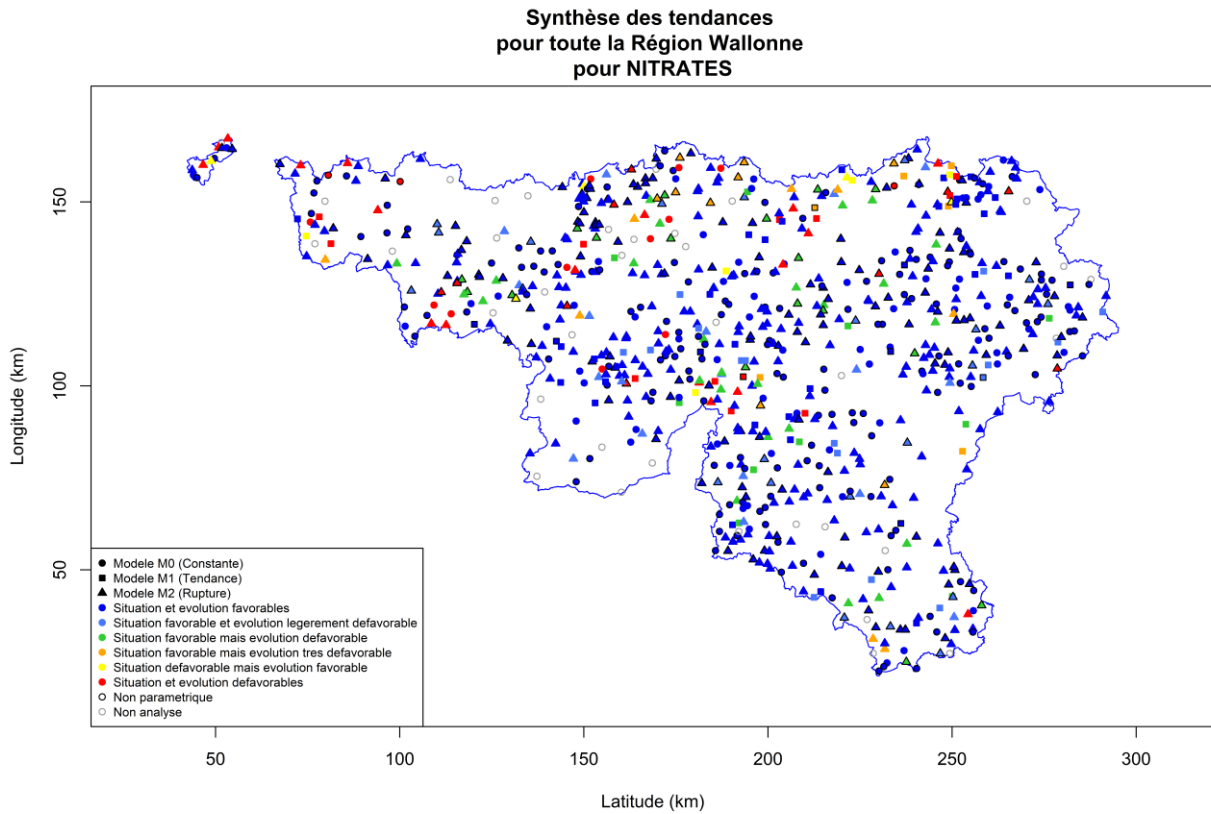 Synthèse des tendances
pour toute la Région Wallonne
pour NITRATES
Longitude (km)
150
100
50
Modele M0 (Constante)
Modele M1 (Tendance)
Modele M2 (Rupture)
Situation et evolution favorables
Situation favorable et evolution legerement defavorable
Situation favorable mais evolution defavorable
Situation favorable mais evolution tres defavorable
Situation defavorable mais evolution favorable
Situation et evolution defavorables
Non parametrique
Non analyse
50 100 150 200 250 300
Latitude (km)